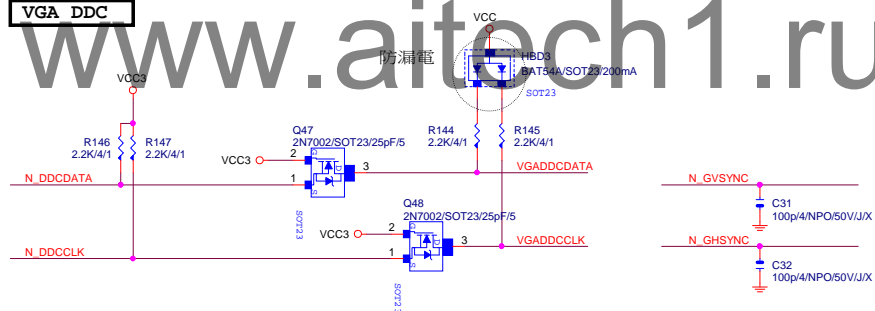 VGA DDC
www.aitech1.ru
VCC
防漏電
HBD3
BAT54A/SOT23/200mA
SOT23
VCC3
R146
2.2K/4/1
R147
2.2K/4/1
Q47
2N7002/SOT23/25pF/5
R144
2.2K/4/1
R145
2.2K/4/1
VCC3
2
G
D
S
3
1
N_DDCDATA
VGADDCDATA
SOT23
Q48
2N7002/SOT23/25pF/5
VCC3
2
G
D
S
3
1
N_DDCCLK
VGADDCCLK
SOT23
N_GVSYNC
C31
100p/4/NPO/50V/J/X
N_GHSYNC
C32
100p/4/NPO/50V/J/X